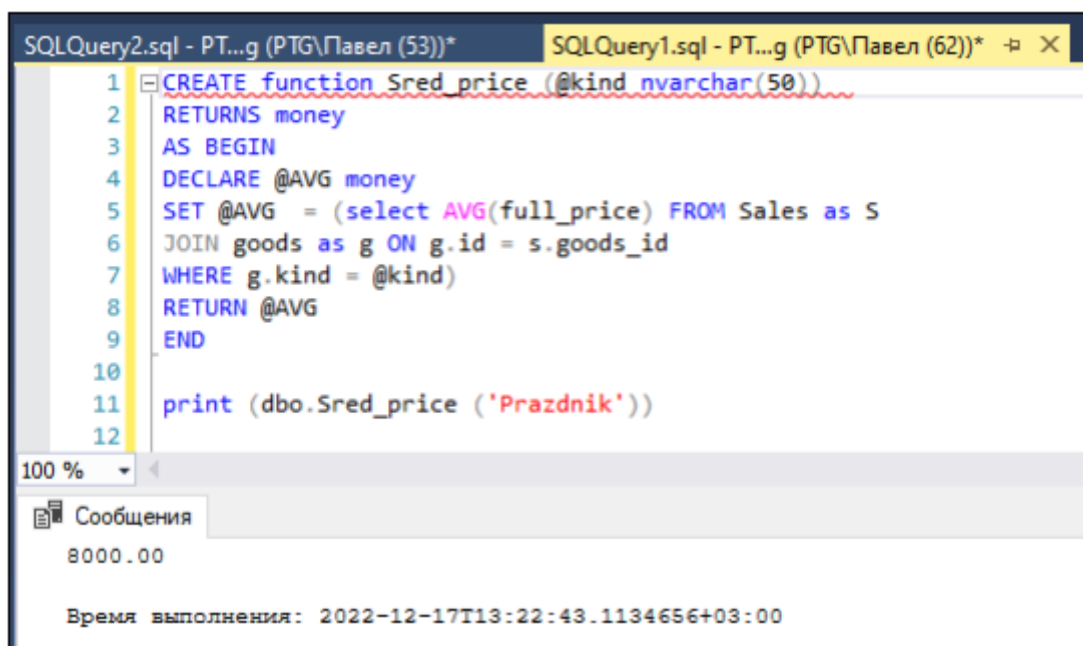 SQLQuery2.sql - PT...g (PTG\Павел (53))* SQLQuery1.sql - PT...g (PTG\Павел (62))*
1 CREATE function Sred_price (@kind nvarchar(50))
2 RETURNS money
3 AS BEGIN
4 DECLARE @AVG money
5 SET @AVG  = (select AVG(full_price) FROM Sales as S
6 JOIN goods as g ON g.id = s.goods_id
7 WHERE g.kind = @kind)
8 RETURN @AVG
9 END
10
11 print (dbo.Sred_price ('Prazdnik'))
12
100 %
Сообщения
8000.00
Время выполнения: 2022-12-17T13:22:43.1134656+03:00